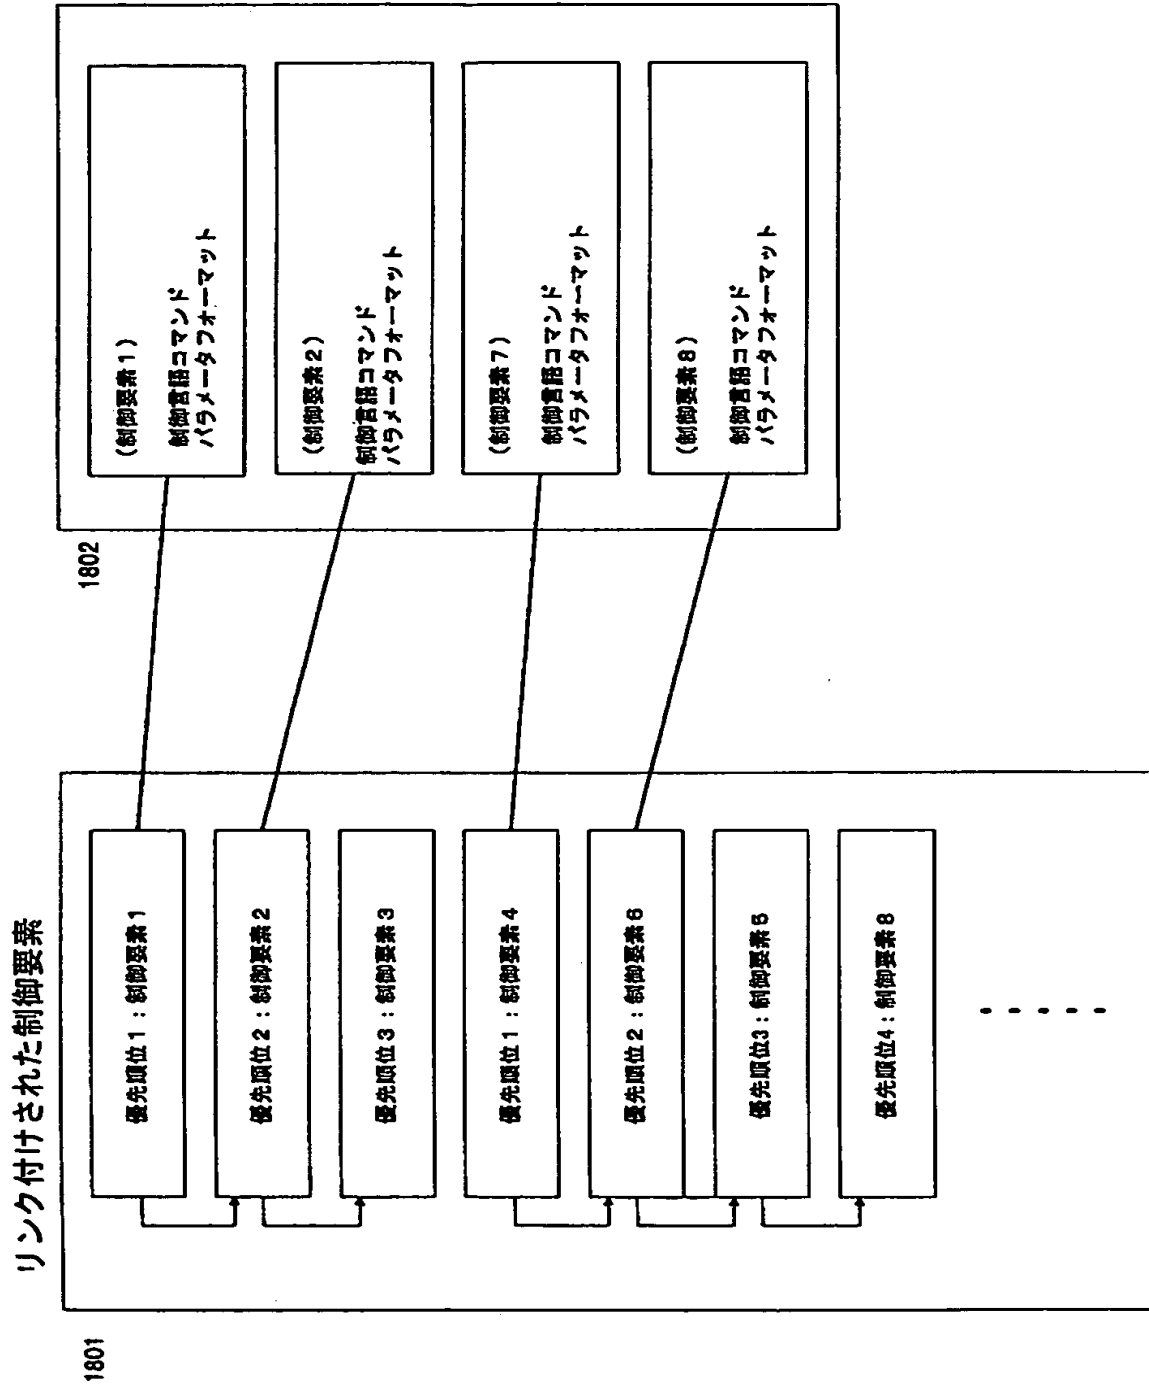 リンク付けされた制御要素
1801
優先順位1：制御要素1
優先順位2：制御要素2
優先順位3：制御要素3
優先順位1：制御要素4
優先順位2：制御要素6
優先順位3：制御要素5
優先順位4：制御要素8
・・・・・
1802
(制御要素1)
制御言語コマンド
パラメータフォーマット
(制御要素2)
制御言語コマンド
パラメータフォーマット
(制御要素7)
制御言語コマンド
パラメータフォーマット
(制御要素8)
制御言語コマンド
パラメータフォーマット